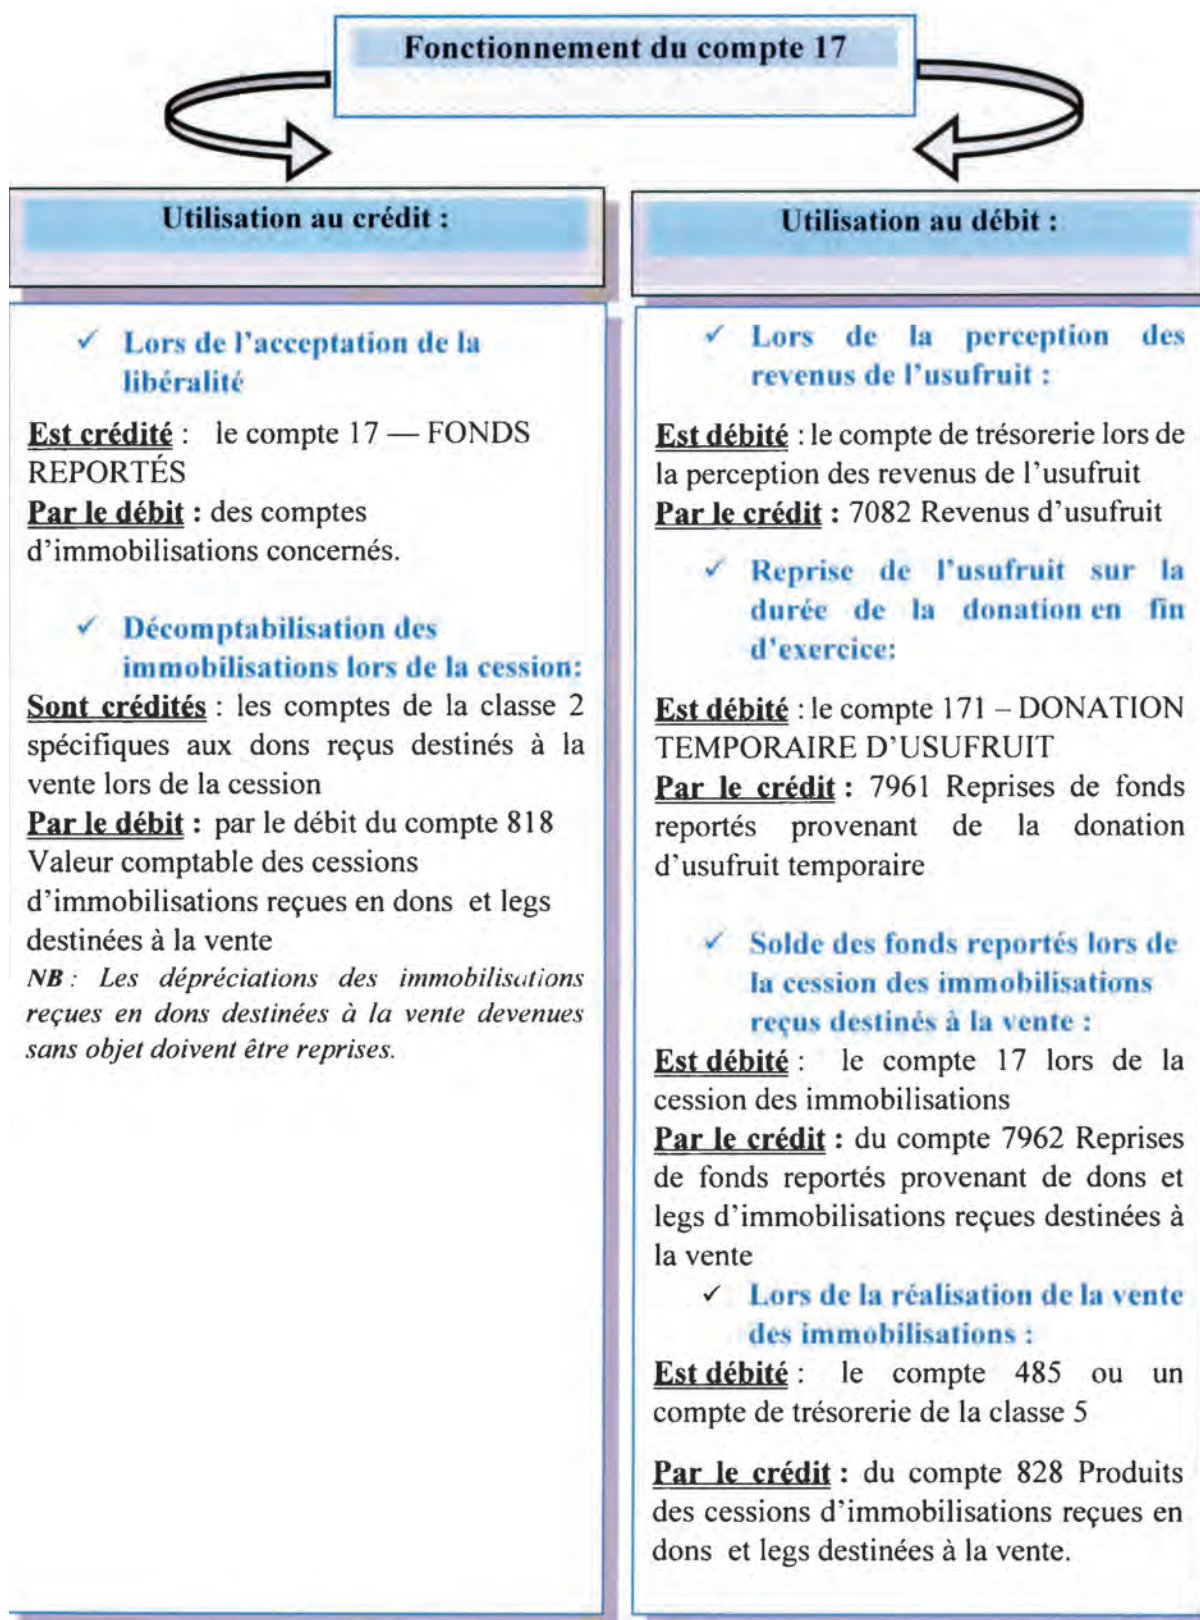 Fonctionnement du compte 17
Utilisation au crédit :
✓ Lors de l'acceptation de la
libéralité
Est crédité : le compte 17 — FONDS
REPORTÉS
Par le débit : des comptes
d'immobilisations concernés.
✓ Décomptabilisation des
immobilisations lors de la cession:
Sont crédités : les comptes de la classe 2
spécifiques aux dons reçus destinés à la
vente lors de la cession
Par le débit : par le débit du compte 818
Valeur comptable des cessions
d'immobilisations reçues en dons et legs
destinées à la vente
NB : Les dépréciations des immobilisations
reçues en dons destinées à la vente devenues
sans objet doivent être reprises.
Utilisation au débit :
✓ Lors de la perception des
revenus de l'usufruit :
Est débité : le compte de trésorerie lors de
la perception des revenus de l'usufruit
Par le crédit : 7082 Revenus d'usufruit
✓ Reprise de l'usufruit sur la
durée de la donation en fin
d'exercice:
Est débité : le compte 171 – DONATION
TEMPORAIRE D'USUFRUIT
Par le crédit : 7961 Reprises de fonds
reportés provenant de la donation
d'usufruit temporaire
✓ Solde des fonds reportés lors de
la cession des immobilisations
reçus destinés à la vente :
Est débité : le compte 17 lors de la
cession des immobilisations
Par le crédit : du compte 7962 Reprises
de fonds reportés provenant de dons et
legs d'immobilisations reçues destinées à
la vente
✓ Lors de la réalisation de la vente
des immobilisations :
Est débité : le compte 485 ou un
compte de trésorerie de la classe 5
Par le crédit : du compte 828 Produits
des cessions d'immobilisations reçues en
dons et legs destinées à la vente.